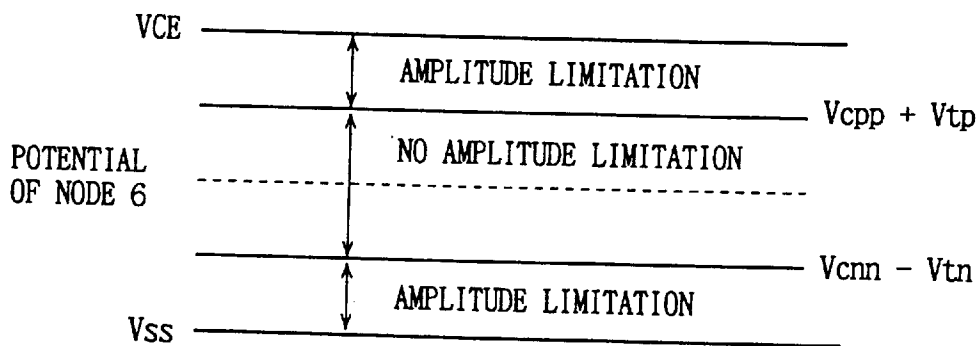 VCE
AMPLITUDE LIMITATION
Vcpp + Vtp
NO AMPLITUDE LIMITATION
POTENTIAL
OF NODE 6
Vcnn - Vtn
AMPLITUDE LIMITATION
Vss